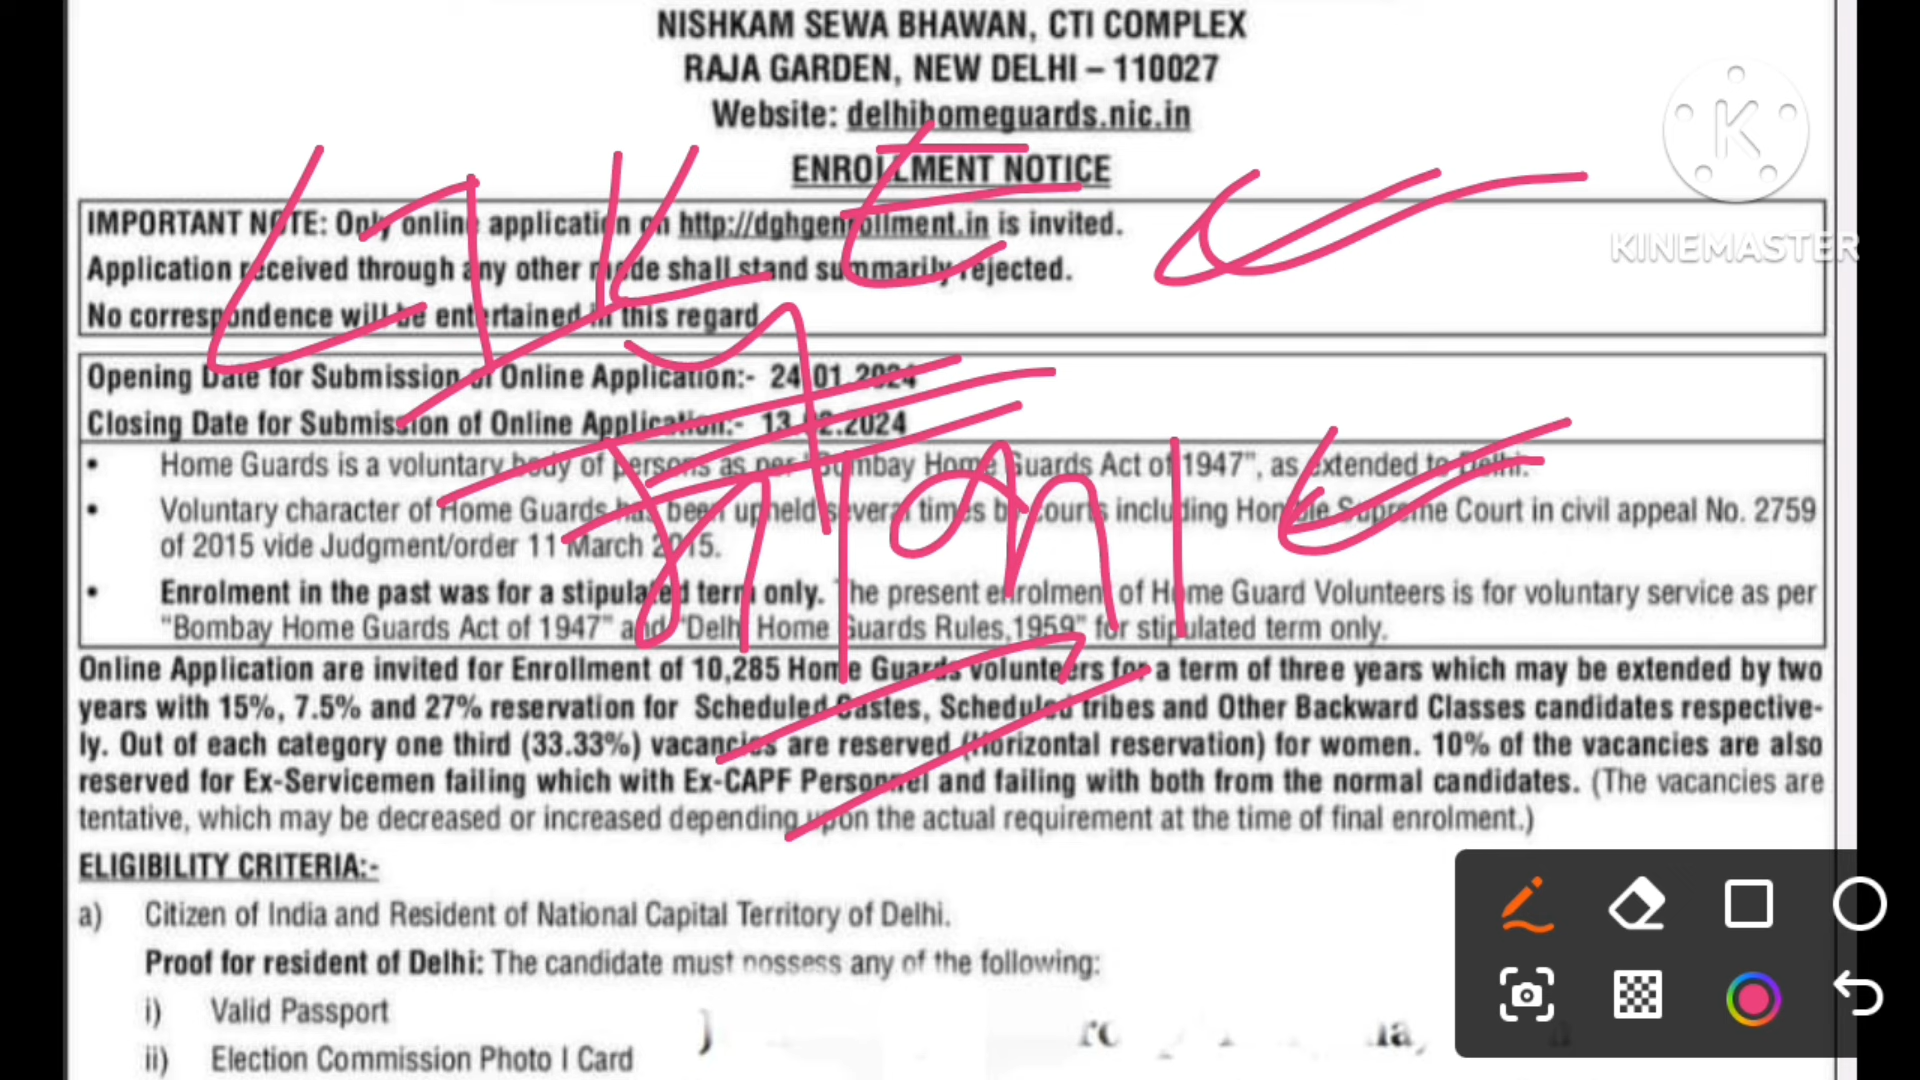 NISHKAM SEWA BHAWAN, CTI COMPLEX
RAJA GARDEN, NEW DELHI – 110027
Website: delhihomeguards.nic.in
ENROLLMENT NOTICE
IMPORTANT NOTE: Only online application on http://dghgenrollment.in is invited.
Application received through any other mode shall stand summarily rejected.
No correspondence will be entertained in this regard
Opening Date for Submission of Online Application:- 24.01.2024
Closing Date for Submission of Online Application:- 13.02.2024
• Home Guards is a voluntary body of persons as per "Bombay Home Guards Act of 1947", as extended to Delhi.
• Voluntary character of Home Guards has been upheld several times by courts including Hon'ble Supreme Court in civil appeal No. 2759
of 2015 vide Judgment/order 11 March 2015.
• Enrolment in the past was for a stipulated term only. The present enrolment of Home Guard Volunteers is for voluntary service as per
"Bombay Home Guards Act of 1947" and "Delhi Home Guards Rules,1959" for stipulated term only.
Online Application are invited for Enrollment of 10,285 Home Guards volunteers for a term of three years which may be extended by two
years with 15%, 7.5% and 27% reservation for Scheduled Castes, Scheduled tribes and Other Backward Classes candidates respective-
ly. Out of each category one third (33.33%) vacancies are reserved (Horizontal reservation) for women. 10% of the vacancies are also
reserved for Ex-Servicemen failing which with Ex-CAPF Personnel and failing with both from the normal candidates. (The vacancies are
tentative, which may be decreased or increased depending upon the actual requirement at the time of final enrolment.)
ELIGIBILITY CRITERIA:-
a) Citizen of India and Resident of National Capital Territory of Delhi.
Proof for resident of Delhi: The candidate must possess any of the following:
i) Valid Passport
ii) Election Commission Photo I Card
K
KINEMASTER